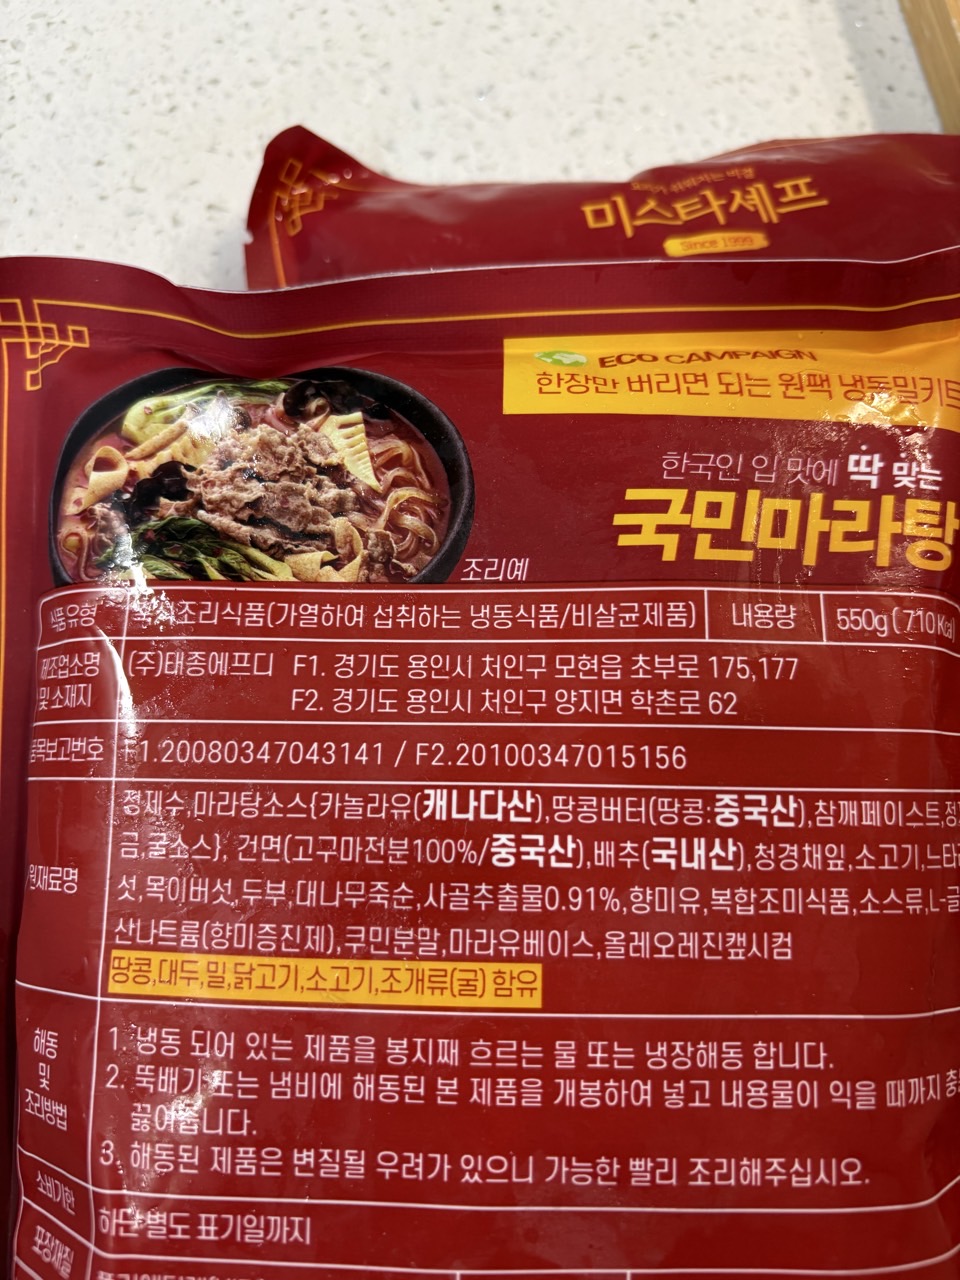 미스타셰프
Since 1999
ECO CAMPAIGN
한장만 버리면 되는 원팩 냉동밀키트
한국인 입 맛에 딱 맞는
국민마라탕
조리예
식품유형 조리식품(가열하여 섭취하는 냉동식품/비살균제품) 내용량 550g ( 710 Kcal)
제조업소명 (주)태종에프디 F1. 경기도 용인시 처인구 모현읍 초부로 175,177
및 소재지 F2. 경기도 용인시 처인구 양지면 학촌로 62
품목보고번호 F1.20080347043141 / F2.20100347015156
정제수,마라탕소스{카놀라유(캐나다산),땅콩버터(땅콩:중국산),참깨페이스트,정
원재료명 금,굴소스}, 건면(고구마전분100%/중국산),배추(국내산),청경채잎,소고기,느타
섯,목이버섯,두부,대나무죽순,사골추출물0.91%,향미유,복합조미식품,소스류,L-글
산나트륨(향미증진제),쿠민분말,마라유베이스,올레오레진캪시컴
땅콩,대두,밀,닭고기,소고기,조개류(굴) 함유
해동 1. 냉동 되어 있는 제품을 봉지째 흐르는 물 또는 냉장해동 합니다.
및 2. 뚝배기 또는 냄비에 해동된 본 제품을 개봉하여 넣고 내용물이 익을 때까지 충
조리방법 끓여줍니다.
3. 해동된 제품은 변질될 우려가 있으니 가능한 빨리 조리해주십시오.
소비기한 하단 별도 표기일까지
포장재질